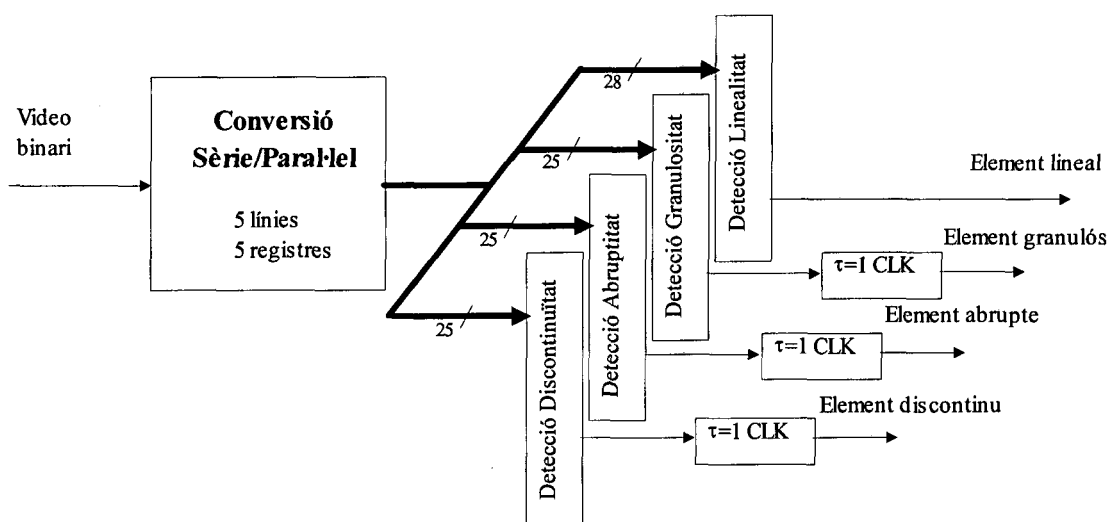 Video
binari
Conversió
Sèrie/Paral·lel
5 línies
5 registres
28
25
25
25
Detecció Linealitat
Detecció Granulositat
Detecció Abruptitat
Detecció Discontinuïtat
Element lineal
Element granulós
τ=1 CLK
Element abrupte
τ=1 CLK
Element discontinu
τ=1 CLK